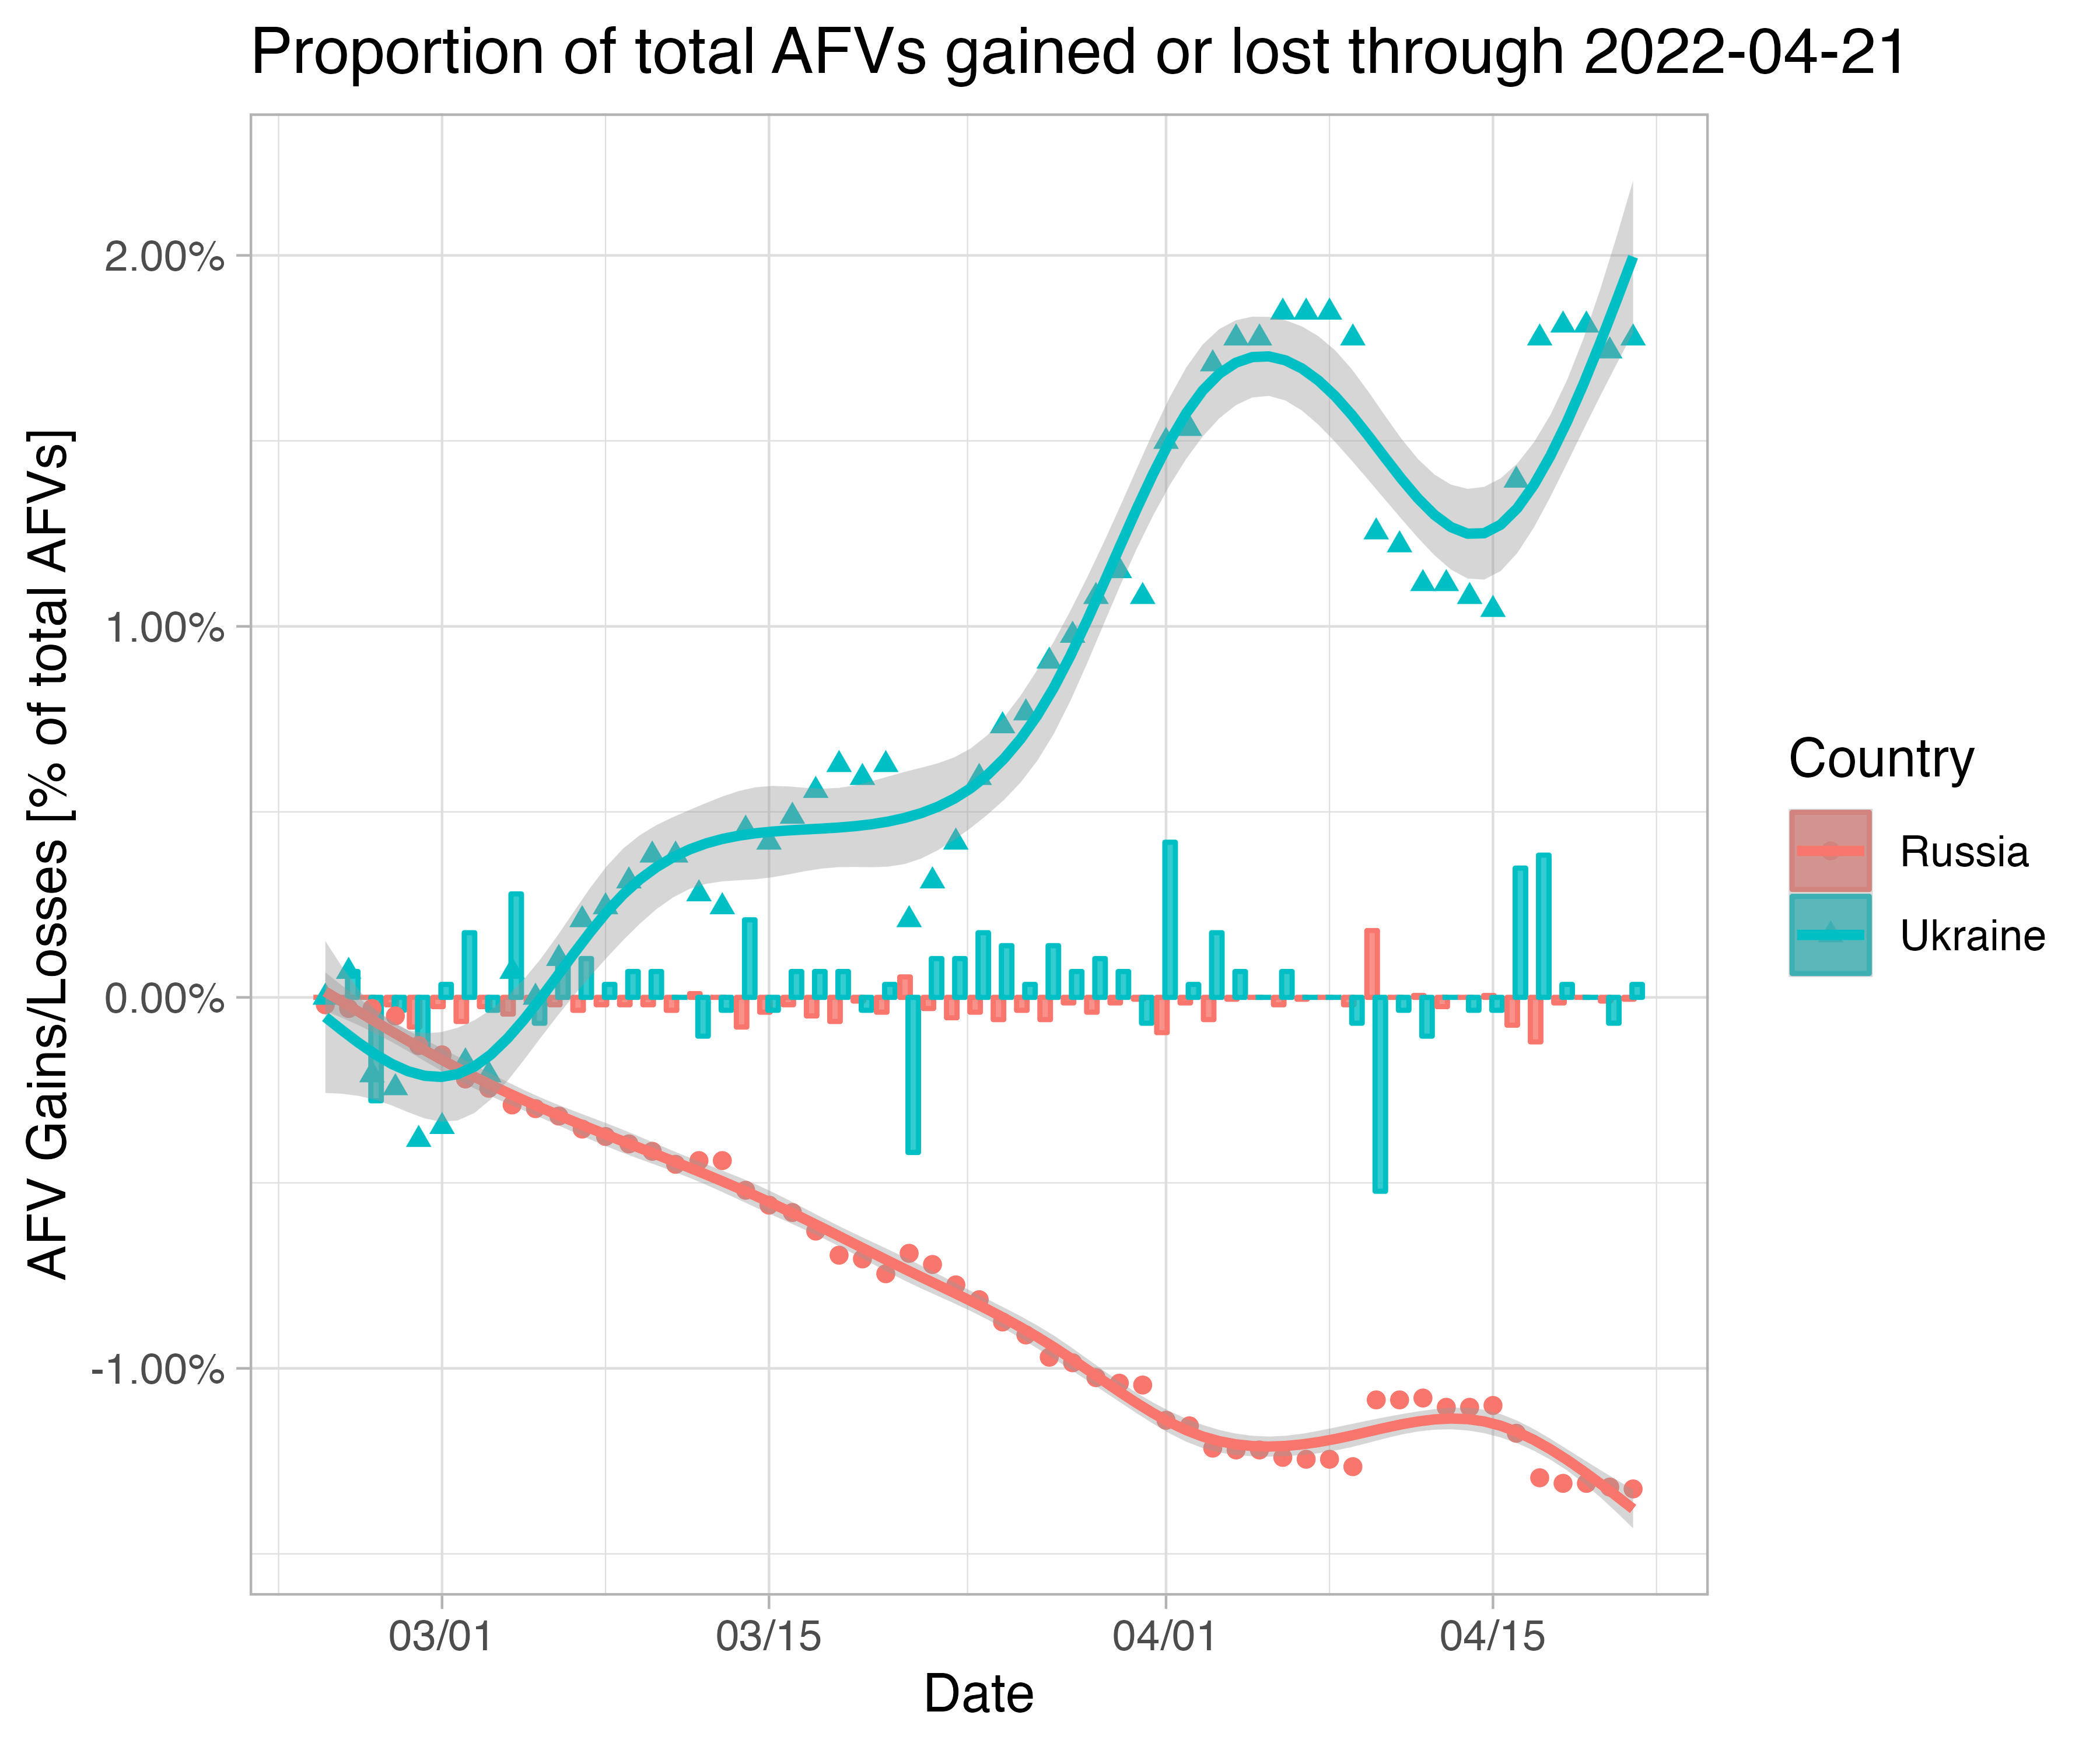 Proportion of total AFVs gained or lost through 2022-04-21
AFV Gains/Losses [% of total AFVs]
2.00%
1.00%
0.00%
-1.00%
03/01
03/15
04/01
04/15
Date
Country
Russia
Ukraine